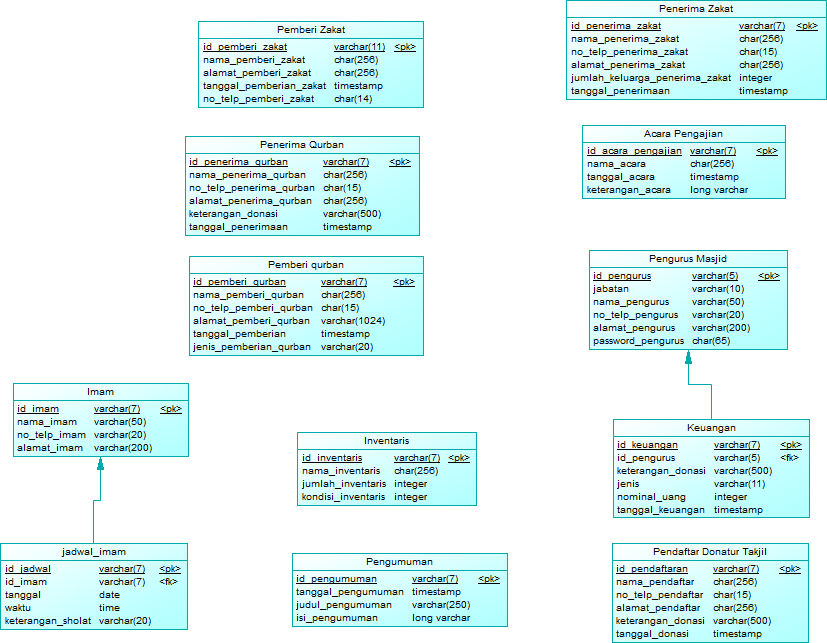 Pemberi Zakat
id_pemberi_zakat varchar(11) <pk>
nama_pemberi_zakat char(256)
alamat_pemberi_zakat char(256)
tanggal_pemberian_zakat timestamp
no_telp_pemberi_zakat char(14)
Penerima Zakat
id_penerima_zakat varchar(7) <pk>
nama_penerima_zakat char(256)
no_telp_penerima_zakat char(15)
alamat_penerima_zakat char(256)
jumlah_keluarga_penerima_zakat integer
tanggal_penerimaan timestamp
Penerima Qurban
id_penerima_qurban varchar(7) <pk>
nama_penerima_qurban char(256)
no_telp_penerima_qurban char(15)
alamat_penerima_qurban char(256)
keterangan_donasi varchar(500)
tanggal_penerimaan timestamp
Acara Pengajian
id_acara_pengajian varchar(7) <pk>
nama_acara char(256)
tanggal_acara timestamp
keterangan_acara long varchar
Pemberi qurban
id_pemberi_qurban varchar(7) <pk>
nama_pemberi_qurban char(256)
no_telp_pemberi_qurban char(15)
alamat_pemberi_qurban varchar(1024)
tanggal_pemberian timestamp
jenis_pemberian_qurban varchar(20)
Pengurus Masjid
id_pengurus varchar(5) <pk>
jabatan varchar(10)
nama_pengurus varchar(50)
no_telp_pengurus varchar(20)
alamat_pengurus varchar(200)
password_pengurus char(65)
Imam
id_imam varchar(7) <pk>
nama_imam varchar(50)
no_telp_imam varchar(20)
alamat_imam varchar(200)
Inventaris
id_inventaris varchar(7) <pk>
nama_inventaris char(256)
jumlah_inventaris integer
kondisi_inventaris integer
Keuangan
id_keuangan varchar(7) <pk>
id_pengurus varchar(5) <fk>
keterangan_donasi varchar(500)
jenis varchar(11)
nominal_uang integer
tanggal_keuangan timestamp
jadwal_imam
id_jadwal varchar(7) <pk>
id_imam varchar(7) <fk>
tanggal date
waktu time
keterangan_sholat varchar(20)
Pengumuman
id_pengumuman varchar(7) <pk>
tanggal_pengumuman timestamp
judul_pengumuman varchar(250)
isi_pengumuman long varchar
Pendaftar Donatur Takjil
id_pendaftaran varchar(7) <pk>
nama_pendaftar char(256)
no_telp_pendaftar char(15)
alamat_pendaftar char(256)
keterangan_donasi varchar(500)
tanggal_donasi timestamp